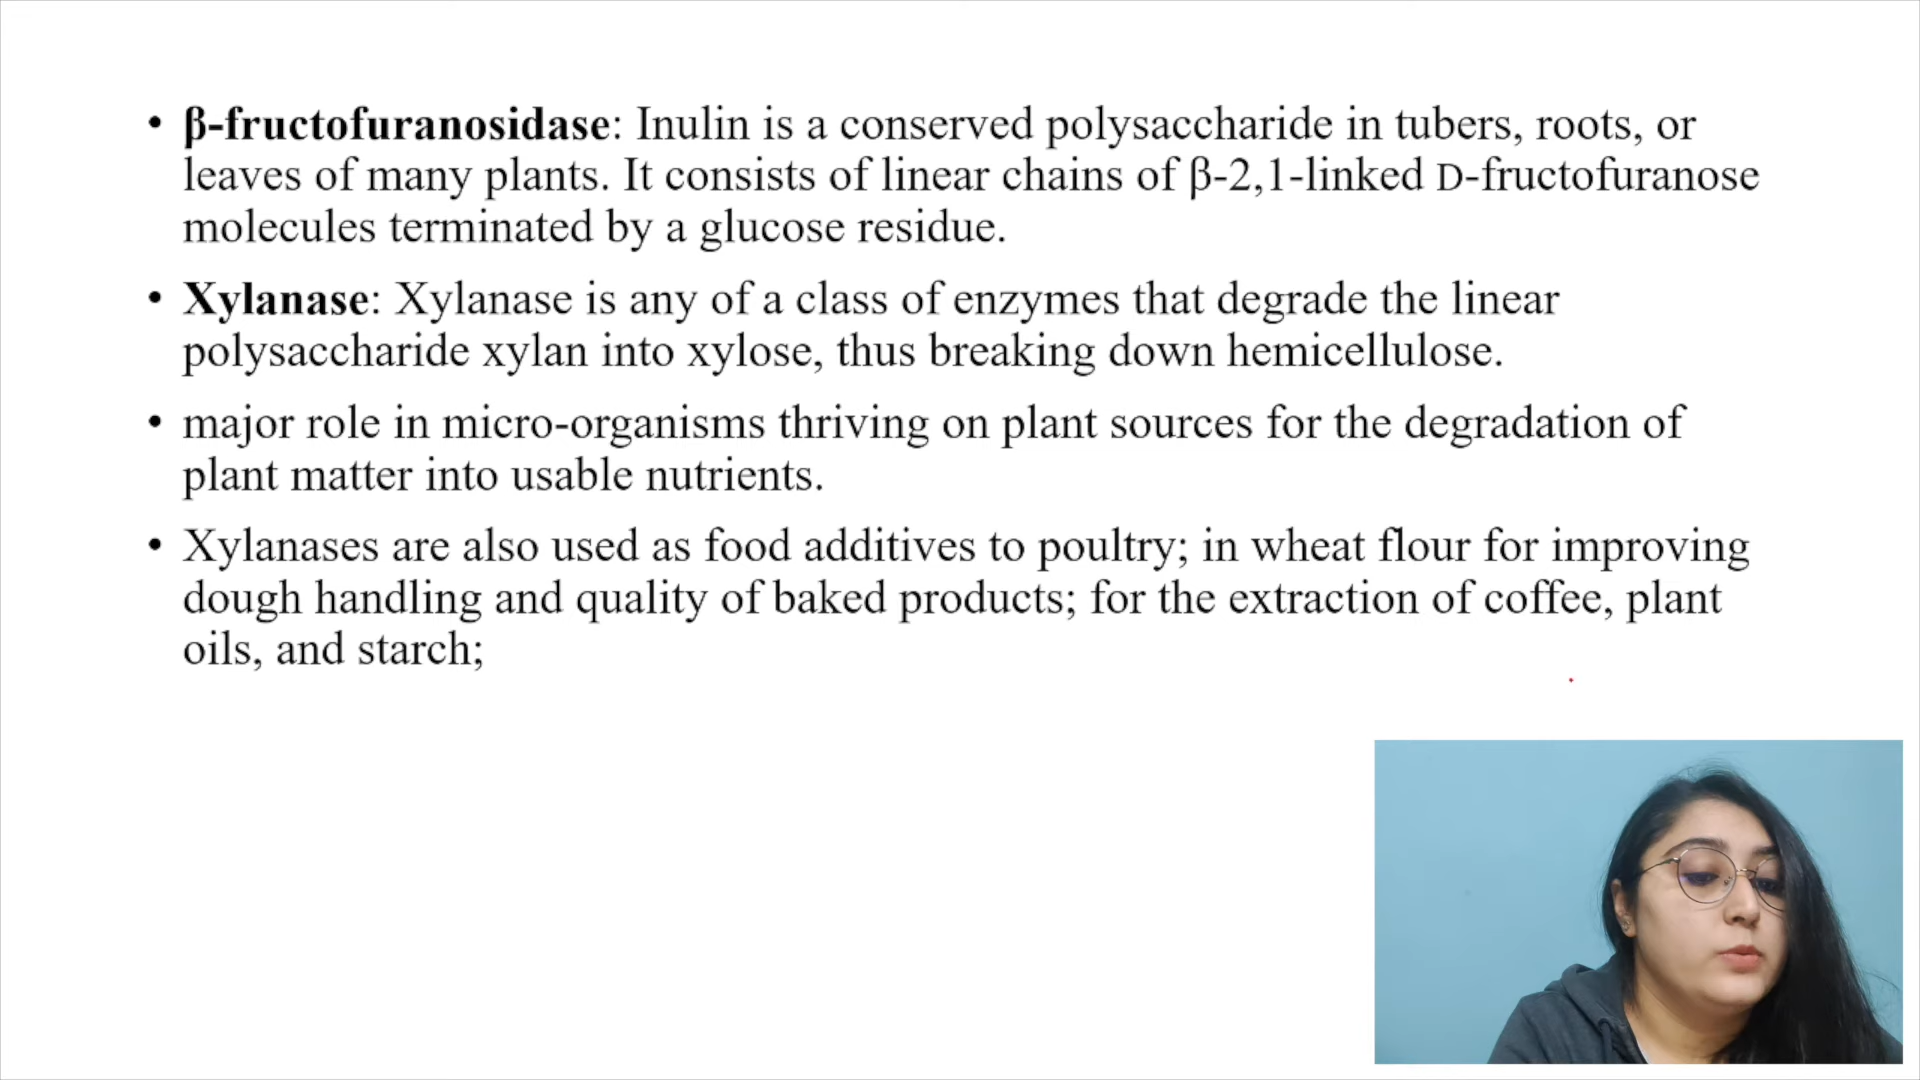 • β-fructofuranosidase: Inulin is a conserved polysaccharide in tubers, roots, or
leaves of many plants. It consists of linear chains of β-2,1-linked D-fructofuranose
molecules terminated by a glucose residue.
• Xylanase: Xylanase is any of a class of enzymes that degrade the linear
polysaccharide xylan into xylose, thus breaking down hemicellulose.
• major role in micro-organisms thriving on plant sources for the degradation of
plant matter into usable nutrients.
• Xylanases are also used as food additives to poultry; in wheat flour for improving
dough handling and quality of baked products; for the extraction of coffee, plant
oils, and starch;